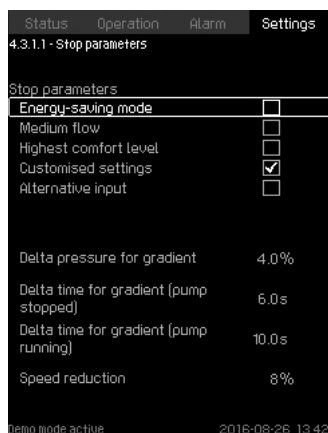 Status Operation Alarm Settings
4.3.1.1 - Stop parameters
Stop parameters
Energy-saving mode
Medium flow
Highest comfort level
Customised settings
Alternative input
Delta pressure for gradient 4.0%
Delta time for gradient (pump
stopped) 6.0s
Delta time for gradient (pump
running) 10.0s
Speed reduction 8%
Demo mode active 2016-08-26 13:42